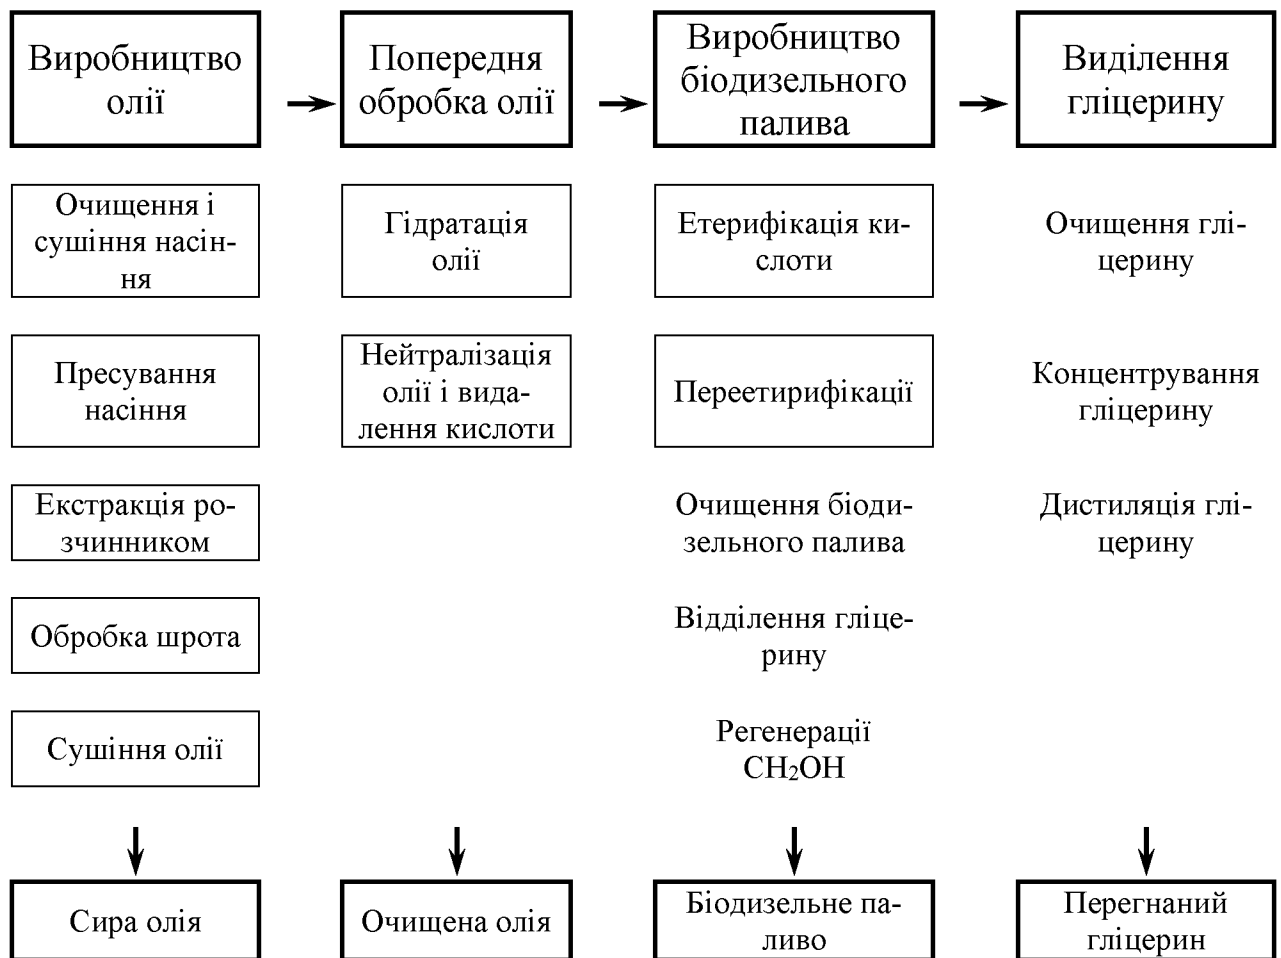 Виробництво
олії
Попередня
обробка олії
Виробництво
біодизельного
палива
Виділення
гліцерину
Очищення і
сушіння насін-
ня
Гідратація
олії
Етерифікація ки-
слоти
Очищення глі-
церину
Пресування
насіння
Нейтралізація
олії і вида-
лення кислоти
Переетирифікації
Концентрування
гліцерину
Екстракція ро-
зчинником
Очищення біоди-
зельного палива
Дистиляція глі-
церину
Обробка шрота
Відділення гліце-
рину
Сушіння олії
Регенерації
CH₂OH
Сира олія
Очищена олія
Біодизельне па-
ливо
Перегнаний
гліцерин